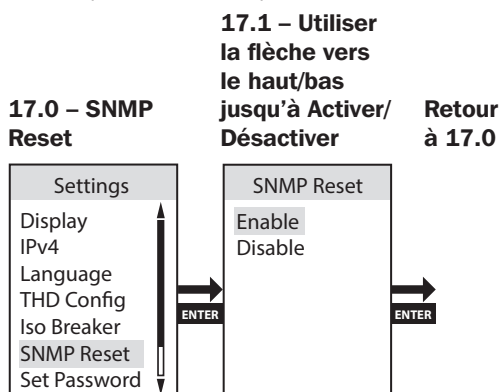 17.0 – SNMP
Reset
17.1 – Utiliser
la flèche vers
le haut/bas
jusqu'à Activer/
Désactiver
Retour
à 17.0
Settings
Display
IPv4
Language
THD Config
Iso Breaker
SNMP Reset
Set Password
ENTER
SNMP Reset
Enable
Disable
ENTER